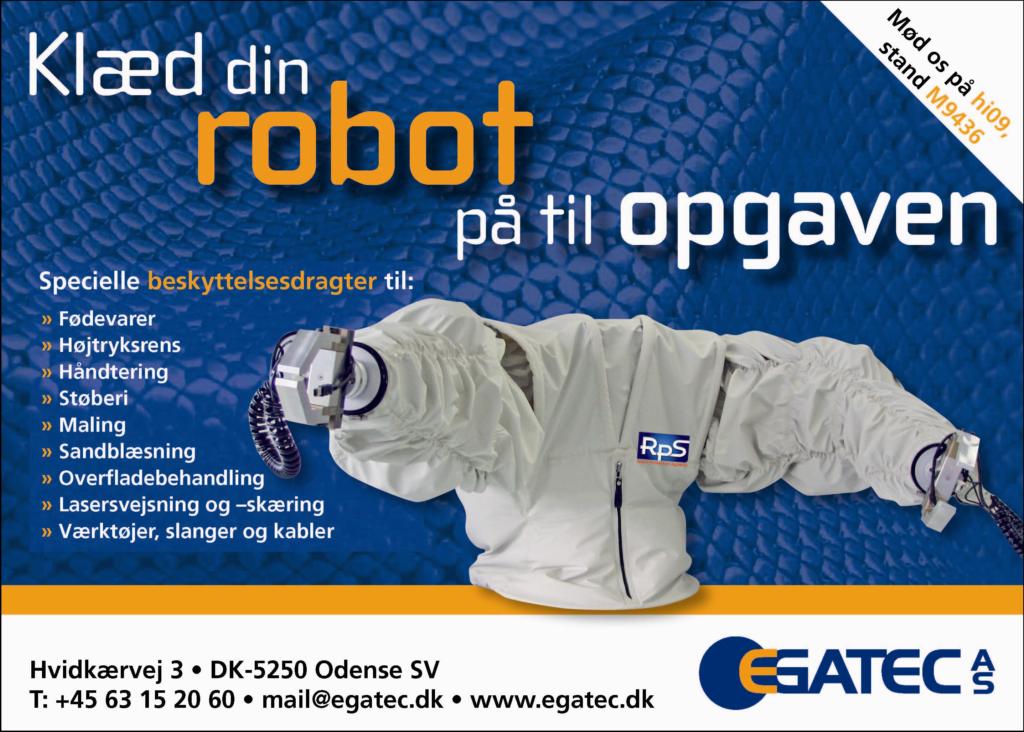 Klæd din
robot
på til opgaven
Mød os på hi09,
stand M9436
Specielle beskyttelsesdragter til:
» Fødevarer
» Højtryksrens
» Håndtering
» Støberi
» Maling
» Sandblæsning
» Overfladebehandling
» Lasersvejsning og –skæring
» Værktøjer, slanger og kabler
RpS
Hvidkærvej 3 • DK-5250 Odense SV
T: +45 63 15 20 60 • mail@egatec.dk • www.egatec.dk
EGATEC A/S